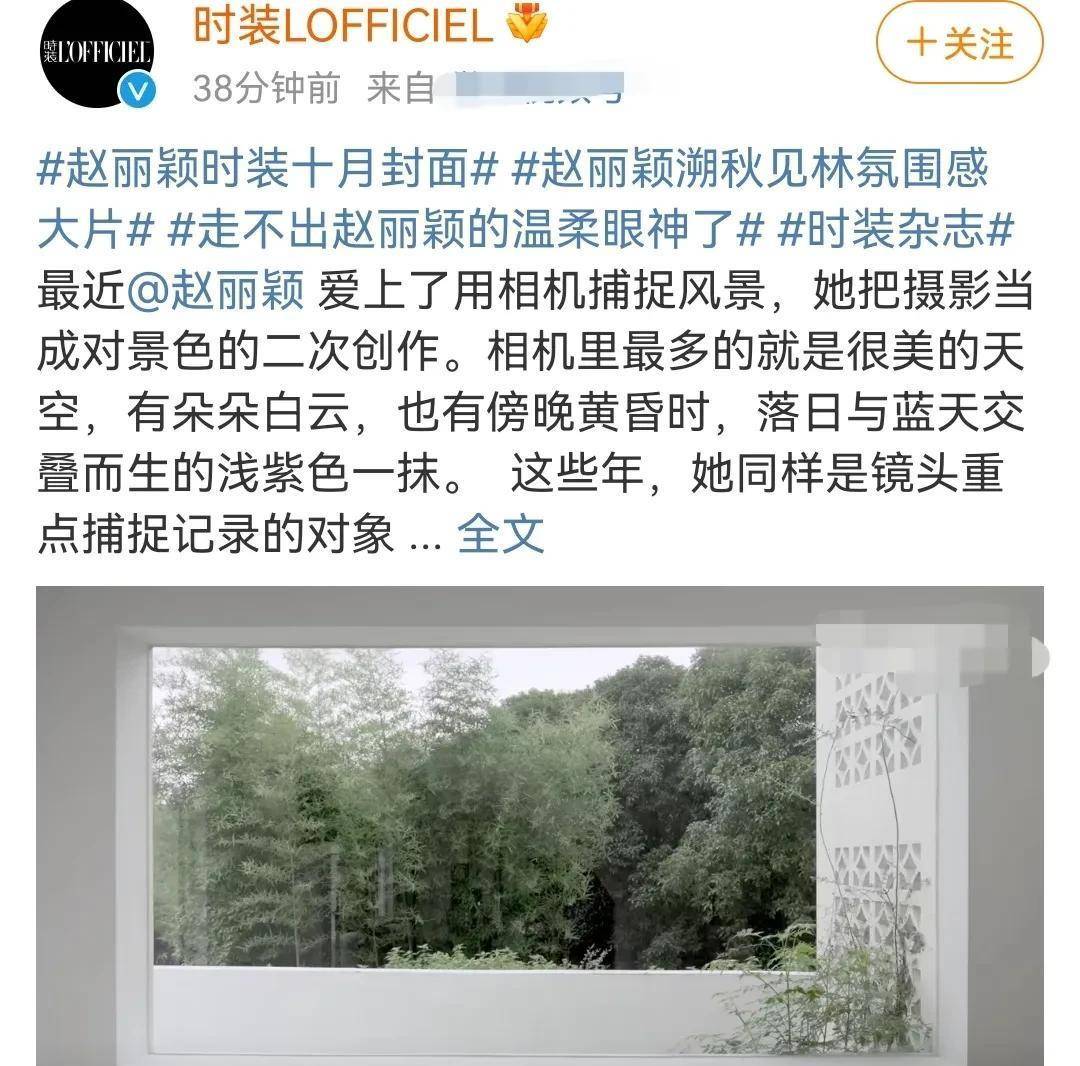 时装L'OFFICIEL
时装LOFFICIEL
+关注
38分钟前 来自
#赵丽颖时装十月封面# #赵丽颖溯秋见林氛围感
大片# #走不出赵丽颖的温柔眼神了# #时装杂志#
最近@赵丽颖 爱上了用相机捕捉风景，她把摄影当
成对景色的二次创作。相机里最多的就是很美的天
空，有朵朵白云，也有傍晚黄昏时，落日与蓝天交
叠而生的浅紫色一抹。 这些年，她同样是镜头重
点捕捉记录的对象 ... 全文